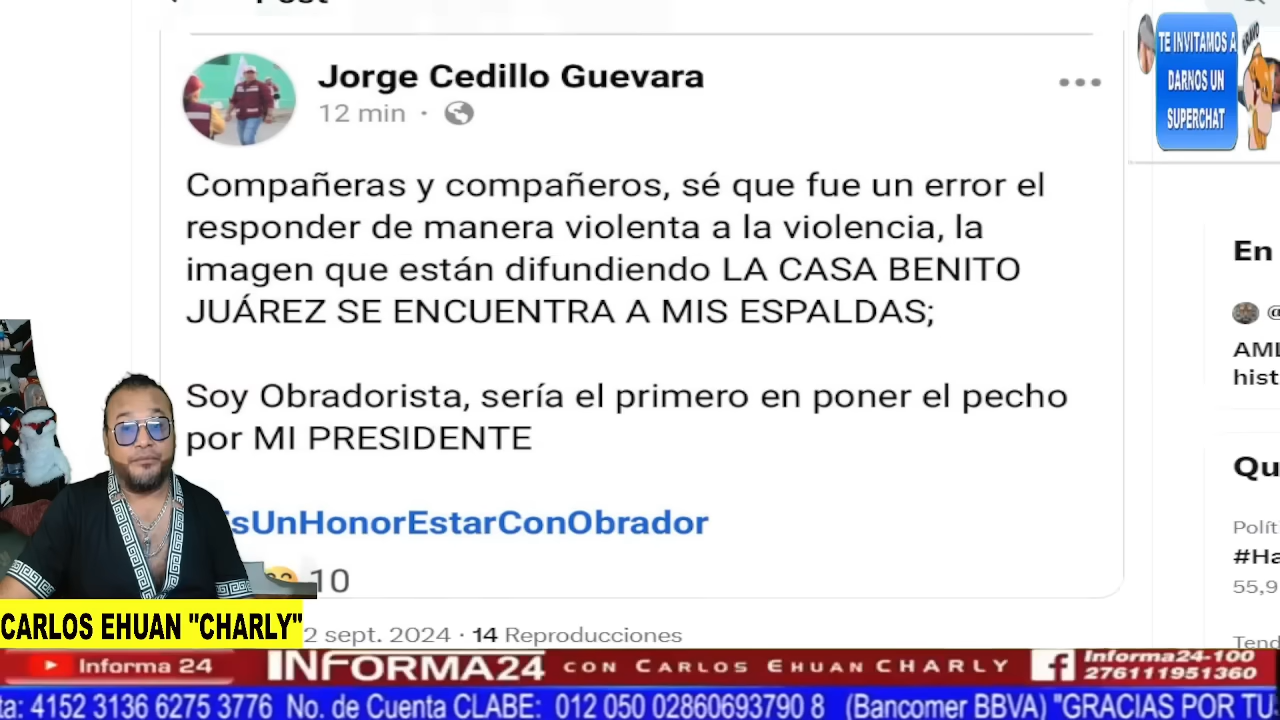 Post
TE INVITAMOS A
DARNOS UN
SUPERCHAT
BRAVO
Jorge Cedillo Guevara
12 min ·
Compañeras y compañeros, sé que fue un error el
responder de manera violenta a la violencia, la
imagen que están difundiendo LA CASA BENITO
JUÁREZ SE ENCUENTRA A MIS ESPALDAS;
Soy Obradorista, sería el primero en poner el pecho
por MI PRESIDENTE
sUnHonorEstarConObrador
10
2 sept. 2024 · 14 Reproducciones
En
@
AML
hist
Qu
Polít
#Ha
55,9
Tend
CARLOS EHUAN "CHARLY"
Informa 24
INFORMA24 CON CARLOS EHUAN CHARLY
Informa24-100
276111951360
ta: 4152 3136 6275 3776 No. de Cuenta CLABE: 012 050 02860693790 8 (Bancomer BBVA) "GRACIAS POR TU